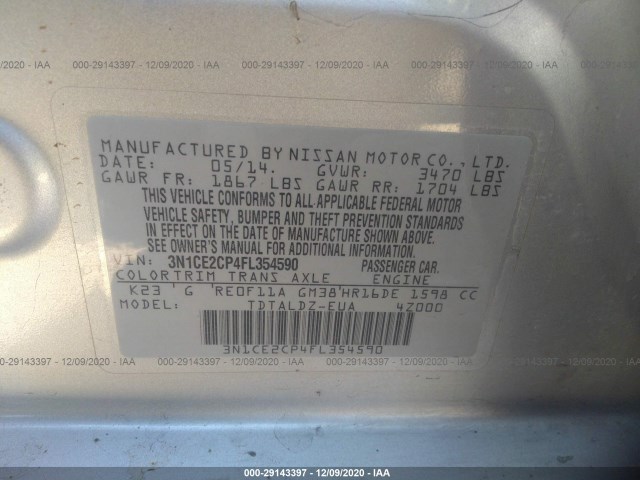 000-29143397 - 12/09/2020 - IAA 000-29143397 - 12/09/2020 - IAA 000-29143397 - 12/09/2020 - IAA
MANUFACTURED BY NISSAN MOTOR CO., LTD.
DATE: 05/14. GVWR: 3470 LBS
GAWR FR: 1867 LBS GAWR RR: 1704 LBS
THIS VEHICLE CONFORMS TO ALL APPLICABLE FEDERAL MOTOR
VEHICLE SAFETY, BUMPER AND THEFT PREVENTION STANDARDS
IN EFFECT ON THE DATE OF MANUFACTURE SHOWN ABOVE.
SEE OWNER'S MANUAL FOR ADDITIONAL INFORMATION.
VIN: 3N1CE2CP4FL354590 PASSENGER CAR.
COLOR TRIM TRANS AXLE ENGINE
K23 G RE0F11A GM38 HR16DE 1598 CC
MODEL: TDTALDZ-EUA 4Z000
3N1CE2CP4FL354590
000-29143397 - 12/09/2020 - IAA 000-29143397 - 12/09/2020 - IAA 000-29143397 - 12/09/2020 - IAA
000-29143397 - 12/09/2020 - IAA